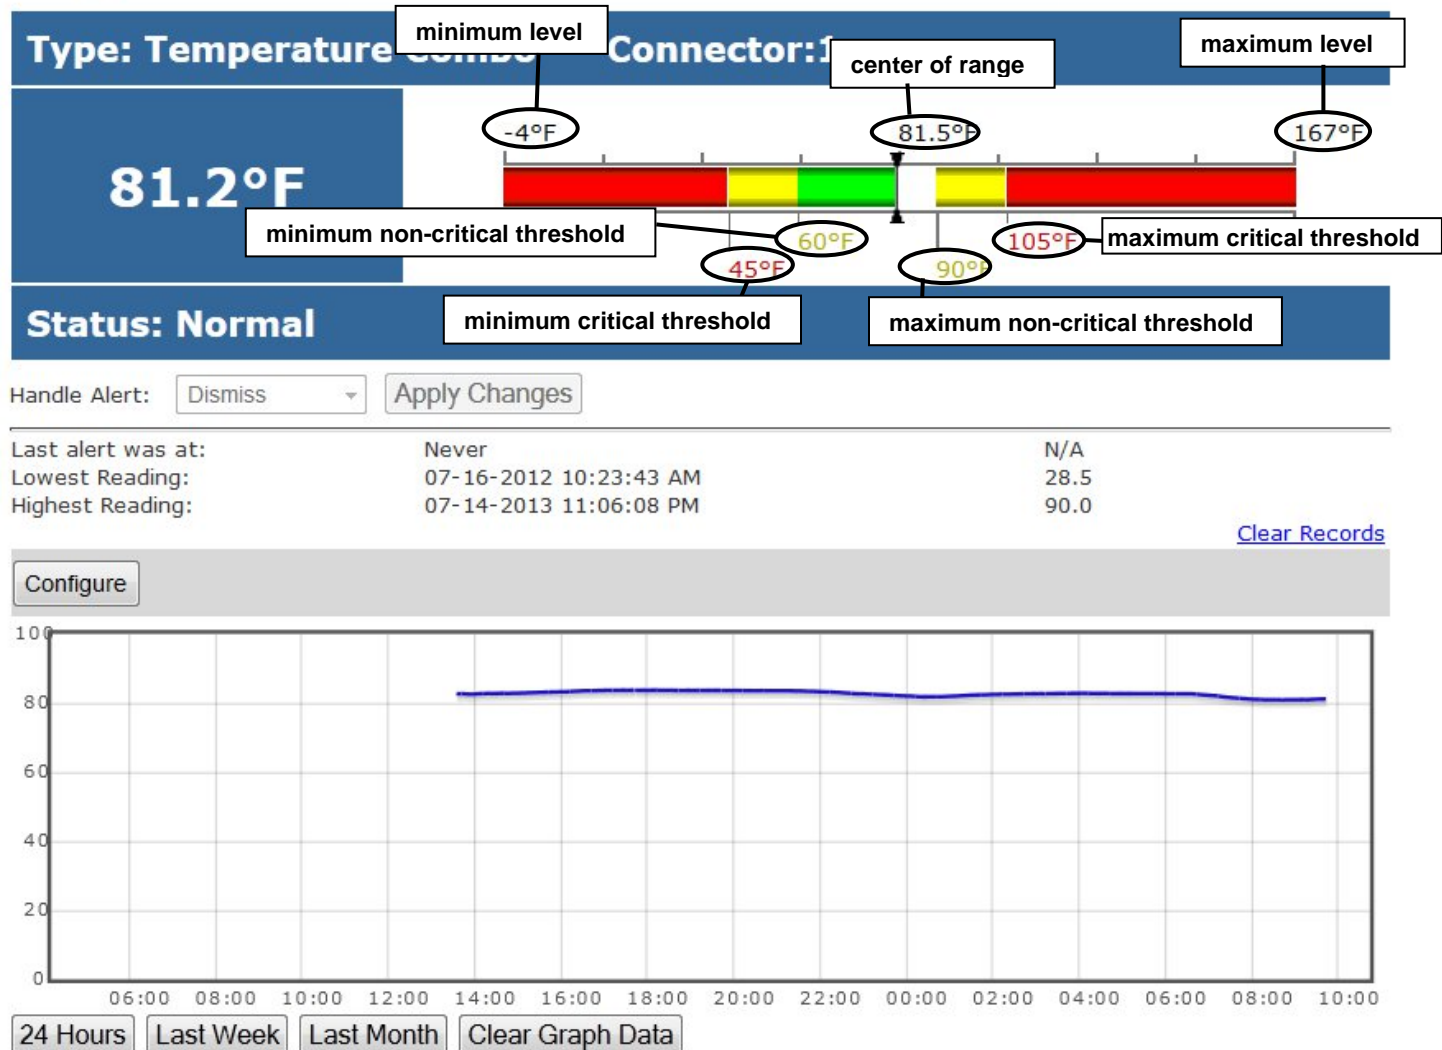 minimum level
maximum level
Type: Temperature Combo Connector:1
center of range
-4°F 81.5°F 167°F
81.2°F
minimum non-critical threshold
60°F
105°F
maximum critical threshold
45°F
90°F
Status: Normal
minimum critical threshold
maximum non-critical threshold
Handle Alert: Dismiss Apply Changes
Last alert was at: Never N/A
Lowest Reading: 07-16-2012 10:23:43 AM 28.5
Highest Reading: 07-14-2013 11:06:08 PM 90.0
Clear Records
Configure
100
80
60
40
20
0
06:00 08:00 10:00 12:00 14:00 16:00 18:00 20:00 22:00 00:00 02:00 04:00 06:00 08:00 10:00
24 Hours Last Week Last Month Clear Graph Data